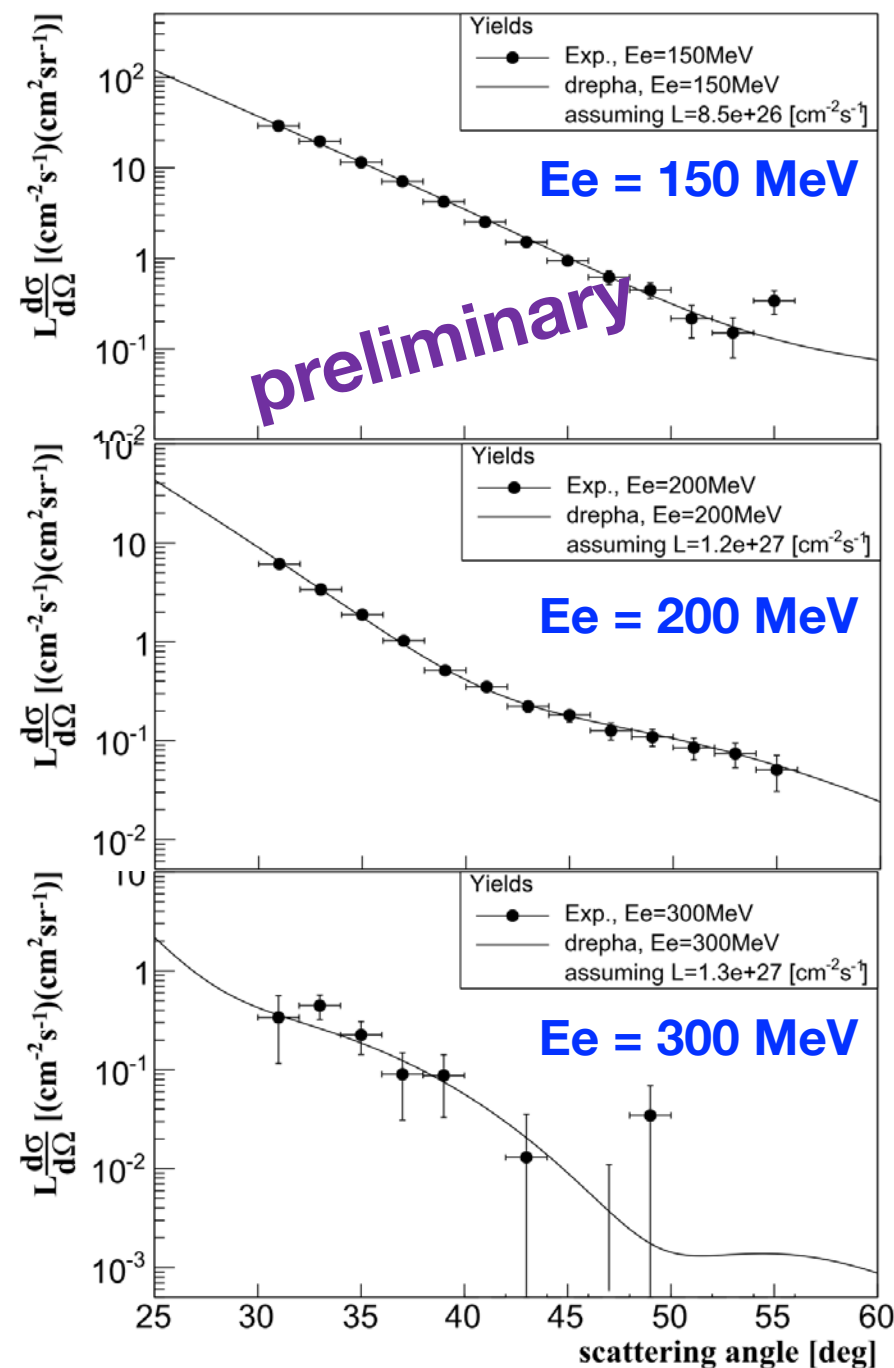 Yields
Exp., Ee=150MeV
drepha, Ee=150MeV
assuming L=8.5e+26 [cm⁻²s⁻¹]
Ee = 150 MeV
preliminary
L dσ/dΩ [(cm⁻²s⁻¹)(cm²sr⁻¹)]
10²
10
1
10⁻¹
10⁻²
Yields
Exp., Ee=200MeV
drepha, Ee=200MeV
assuming L=1.2e+27 [cm⁻²s⁻¹]
Ee = 200 MeV
L dσ/dΩ [(cm⁻²s⁻¹)(cm²sr⁻¹)]
10²
10
1
10⁻¹
10⁻²
Yields
Exp., Ee=300MeV
drepha, Ee=300MeV
assuming L=1.3e+27 [cm⁻²s⁻¹]
Ee = 300 MeV
L dσ/dΩ [(cm⁻²s⁻¹)(cm²sr⁻¹)]
10
1
10⁻¹
10⁻²
10⁻³
25 30 35 40 45 50 55 60
scattering angle [deg]